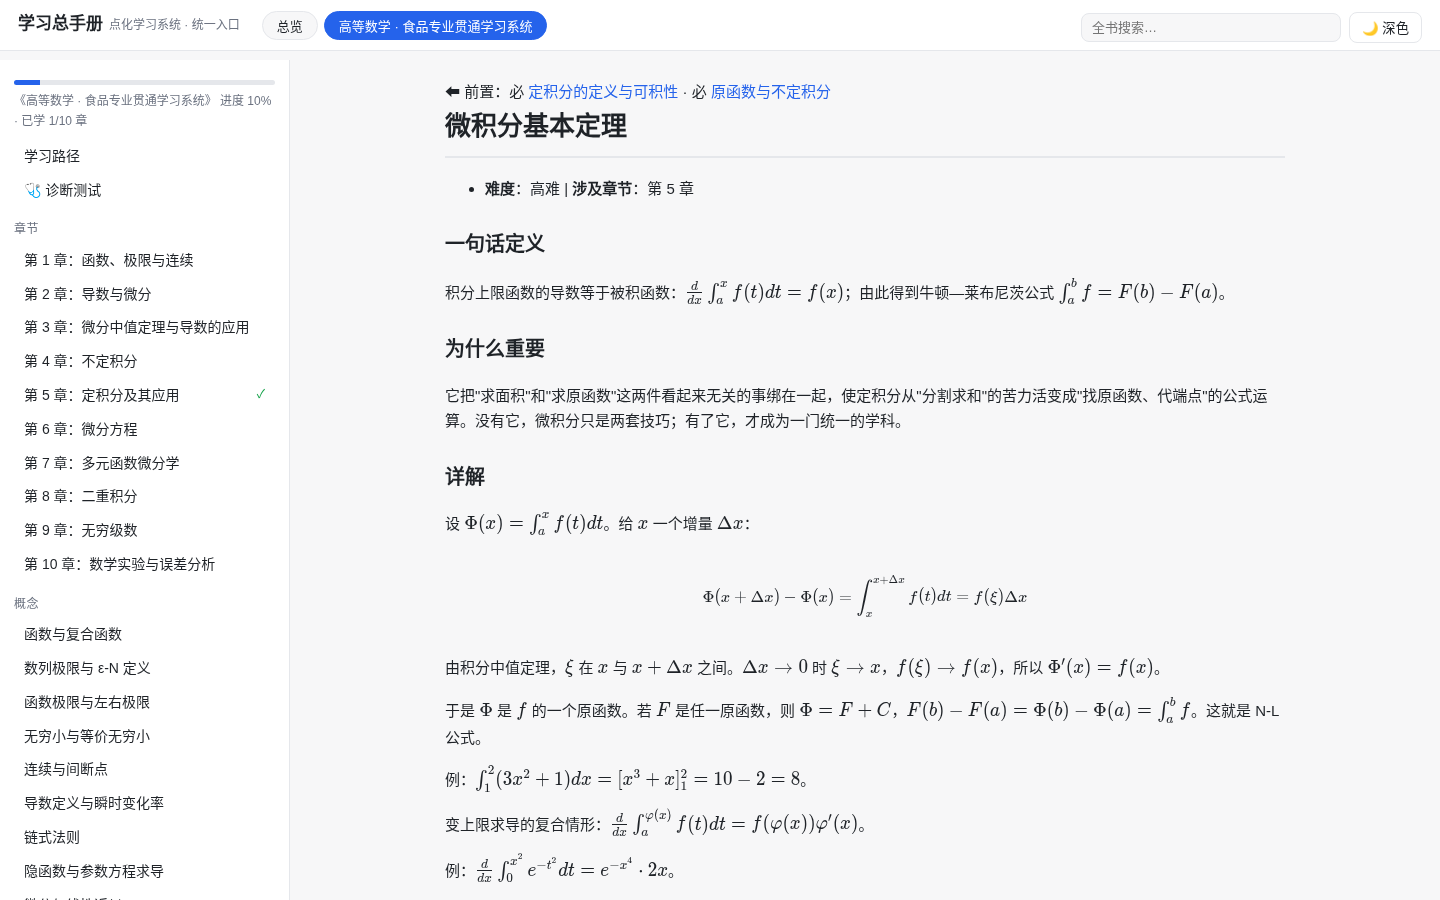 学习总手册 点化学习系统 · 统一入口 总览 高等数学 · 食品专业贯通学习系统 全书搜索… 🌙 深色
《高等数学 · 食品专业贯通学习系统》 进度 10%
· 已学 1/10 章
学习路径
🩺 诊断测试
章节
第 1 章：函数、极限与连续
第 2 章：导数与微分
第 3 章：微分中值定理与导数的应用
第 4 章：不定积分
第 5 章：定积分及其应用 ✓
第 6 章：微分方程
第 7 章：多元函数微分学
第 8 章：二重积分
第 9 章：无穷级数
第 10 章：数学实验与误差分析
概念
函数与复合函数
数列极限与 ε-N 定义
函数极限与左右极限
无穷小与等价无穷小
连续与间断点
导数定义与瞬时变化率
链式法则
隐函数与参数方程求导
⬅ 前置：必 定积分的定义与可积性 · 必 原函数与不定积分
微积分基本定理
• 难度：高难 | 涉及章节：第 5 章
一句话定义
积分上限函数的导数等于被积函数：$\frac{d}{dx}\int_a^x f(t)dt = f(x)$；由此得到牛顿—莱布尼茨公式 $\int_a^b f = F(b) - F(a)$。
为什么重要
它把"求面积"和"求原函数"这两件看起来无关的事绑在一起，使定积分从"分割求和"的苦力活变成"找原函数、代端点"的公式运
算。没有它，微积分只是两套技巧；有了它，才成为一门统一的学科。
详解
设 $\Phi(x) = \int_a^x f(t)dt$。给 $x$ 一个增量 $\Delta x$：
$\Phi(x + \Delta x) - \Phi(x) = \int_x^{x+\Delta x} f(t)dt = f(\xi)\Delta x$
由积分中值定理，$\xi$ 在 $x$ 与 $x + \Delta x$ 之间。$\Delta x \to 0$ 时 $\xi \to x$，$f(\xi) \to f(x)$，所以 $\Phi'(x) = f(x)$。
于是 $\Phi$ 是 $f$ 的一个原函数。若 $F$ 是任一原函数，则 $\Phi = F + C$，$F(b) - F(a) = \Phi(b) - \Phi(a) = \int_a^b f$。这就是 N-L
公式。
例：$\int_1^2 (3x^2 + 1)dx = [x^3 + x]_1^2 = 10 - 2 = 8$。
变上限求导的复合情形：$\frac{d}{dx}\int_a^{\varphi(x)} f(t)dt = f(\varphi(x))\varphi'(x)$。
例：$\frac{d}{dx}\int_0^{x^2} e^{-t^2}dt = e^{-x^4} \cdot 2x$。